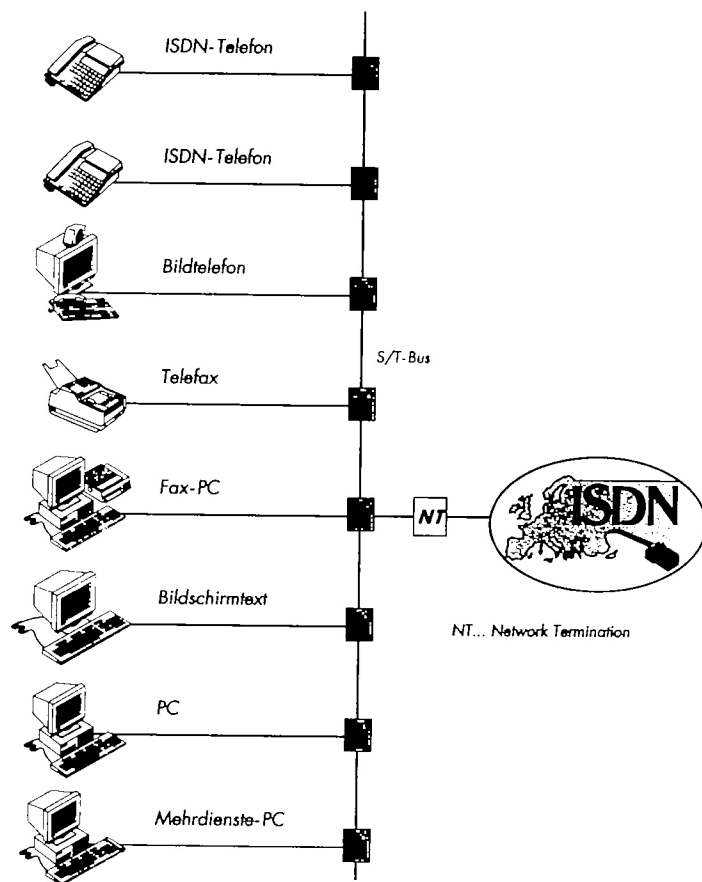 ISDN-Telefon
ISDN-Telefon
Bildtelefon
S/T-Bus
Telefax
Fax-PC
NT
ISDN
Bildschirmtext
NT... Network Termination
PC
Mehrdienste-PC